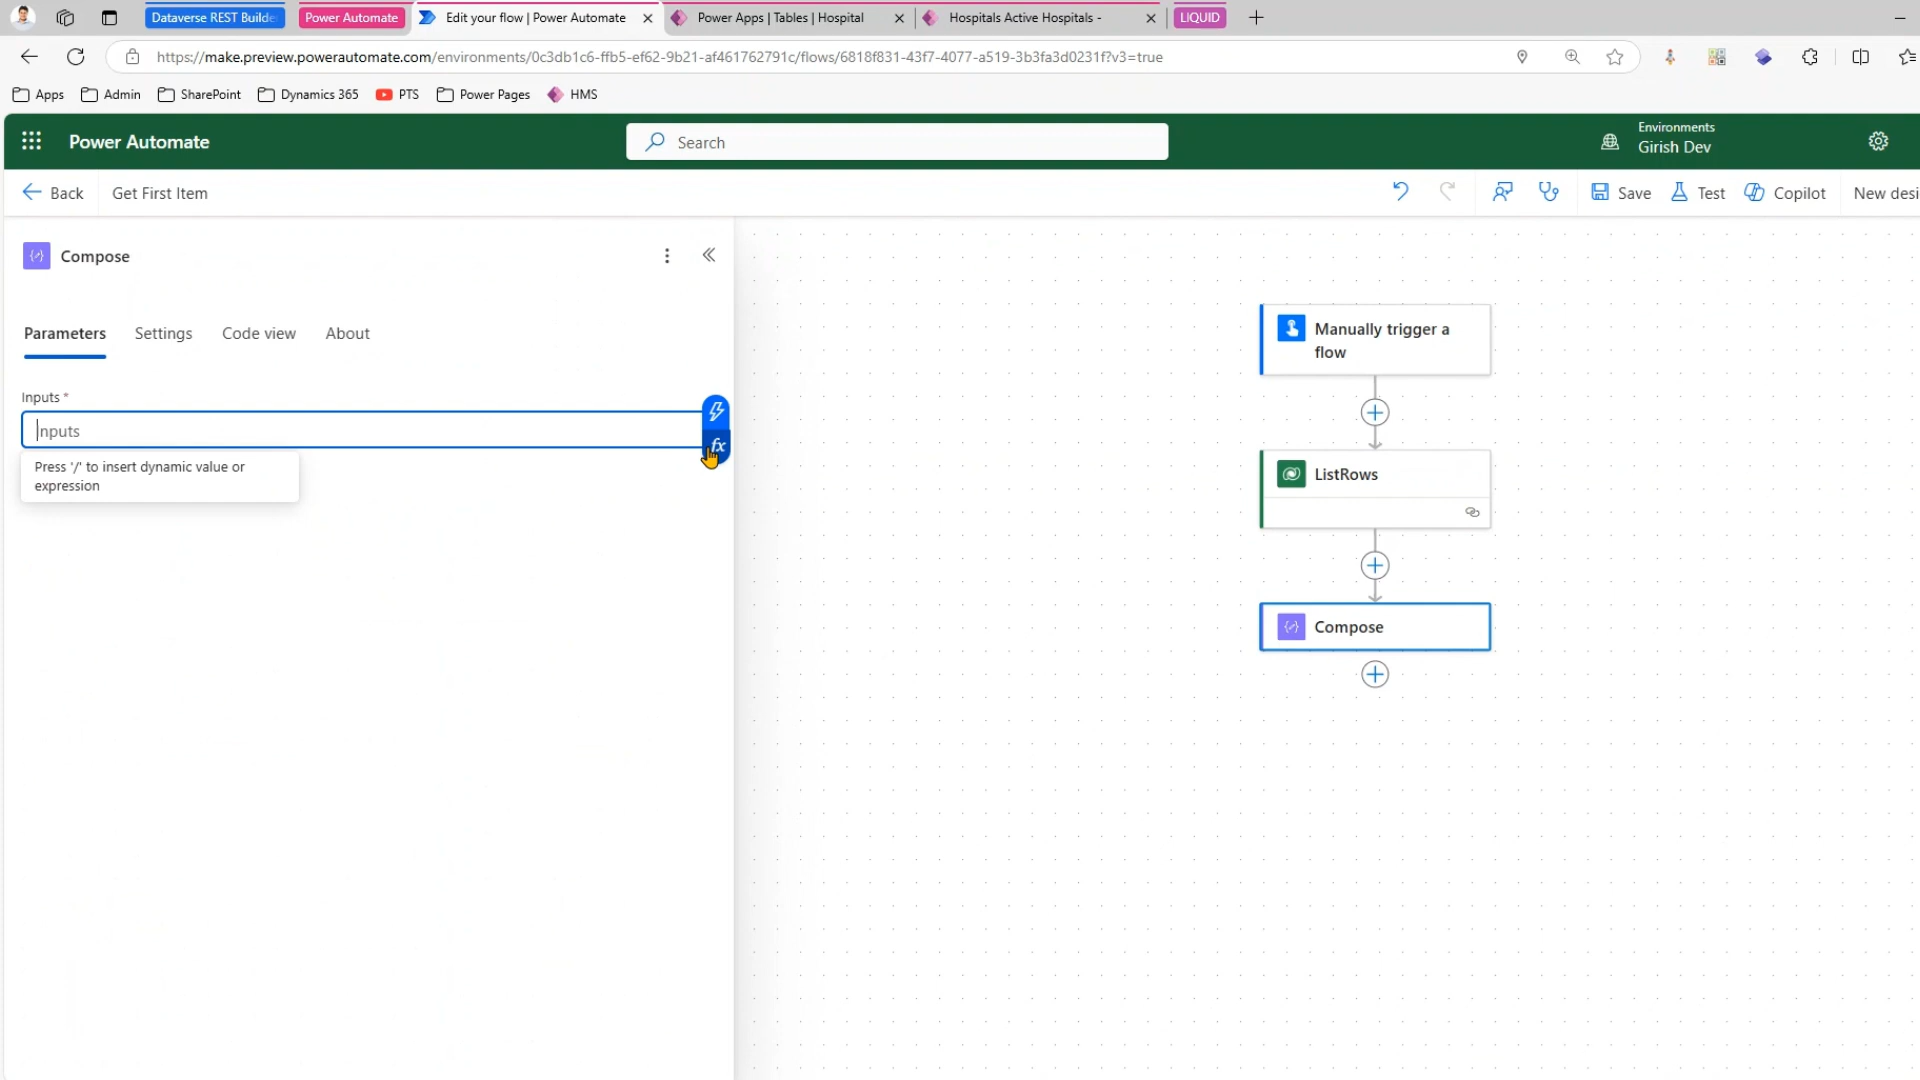 Dataverse REST Builde
Power Automate
Edit your flow | Power Automate
Power Apps | Tables | Hospital
Hospitals Active Hospitals -
LIQUID
https://make.preview.powerautomate.com/environments/0c3db1c6-ffb5-ef62-9b21-af461762791c/flows/6818f831-43f7-4077-a519-3b3fa3d0231f?v3=true
Apps
Admin
SharePoint
Dynamics 365
PTS
Power Pages
HMS
Power Automate
Search
Environments
Girish Dev
Back
Get First Item
Save
Test
Copilot
New desi
Compose
Parameters
Settings
Code view
About
Inputs *
Inputs
fx
Press '/' to insert dynamic value or
expression
Manually trigger a
flow
ListRows
Compose